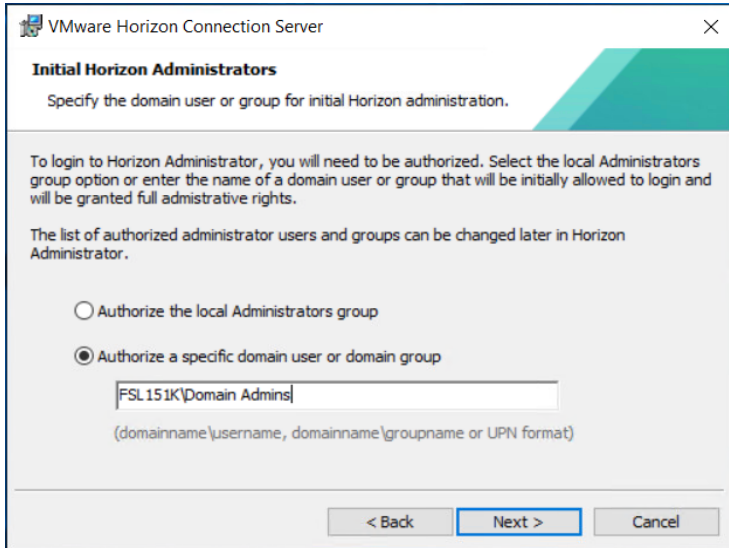 VMware Horizon Connection Server
Initial Horizon Administrators
Specify the domain user or group for initial Horizon administration.
To login to Horizon Administrator, you will need to be authorized. Select the local Administrators
group option or enter the name of a domain user or group that will be initially allowed to login and
will be granted full admistrative rights.
The list of authorized administrator users and groups can be changed later in Horizon
Administrator.
Authorize the local Administrators group
Authorize a specific domain user or domain group
FSL151K\Domain Admins
(domainname\username, domainname\groupname or UPN format)
< Back
Next >
Cancel